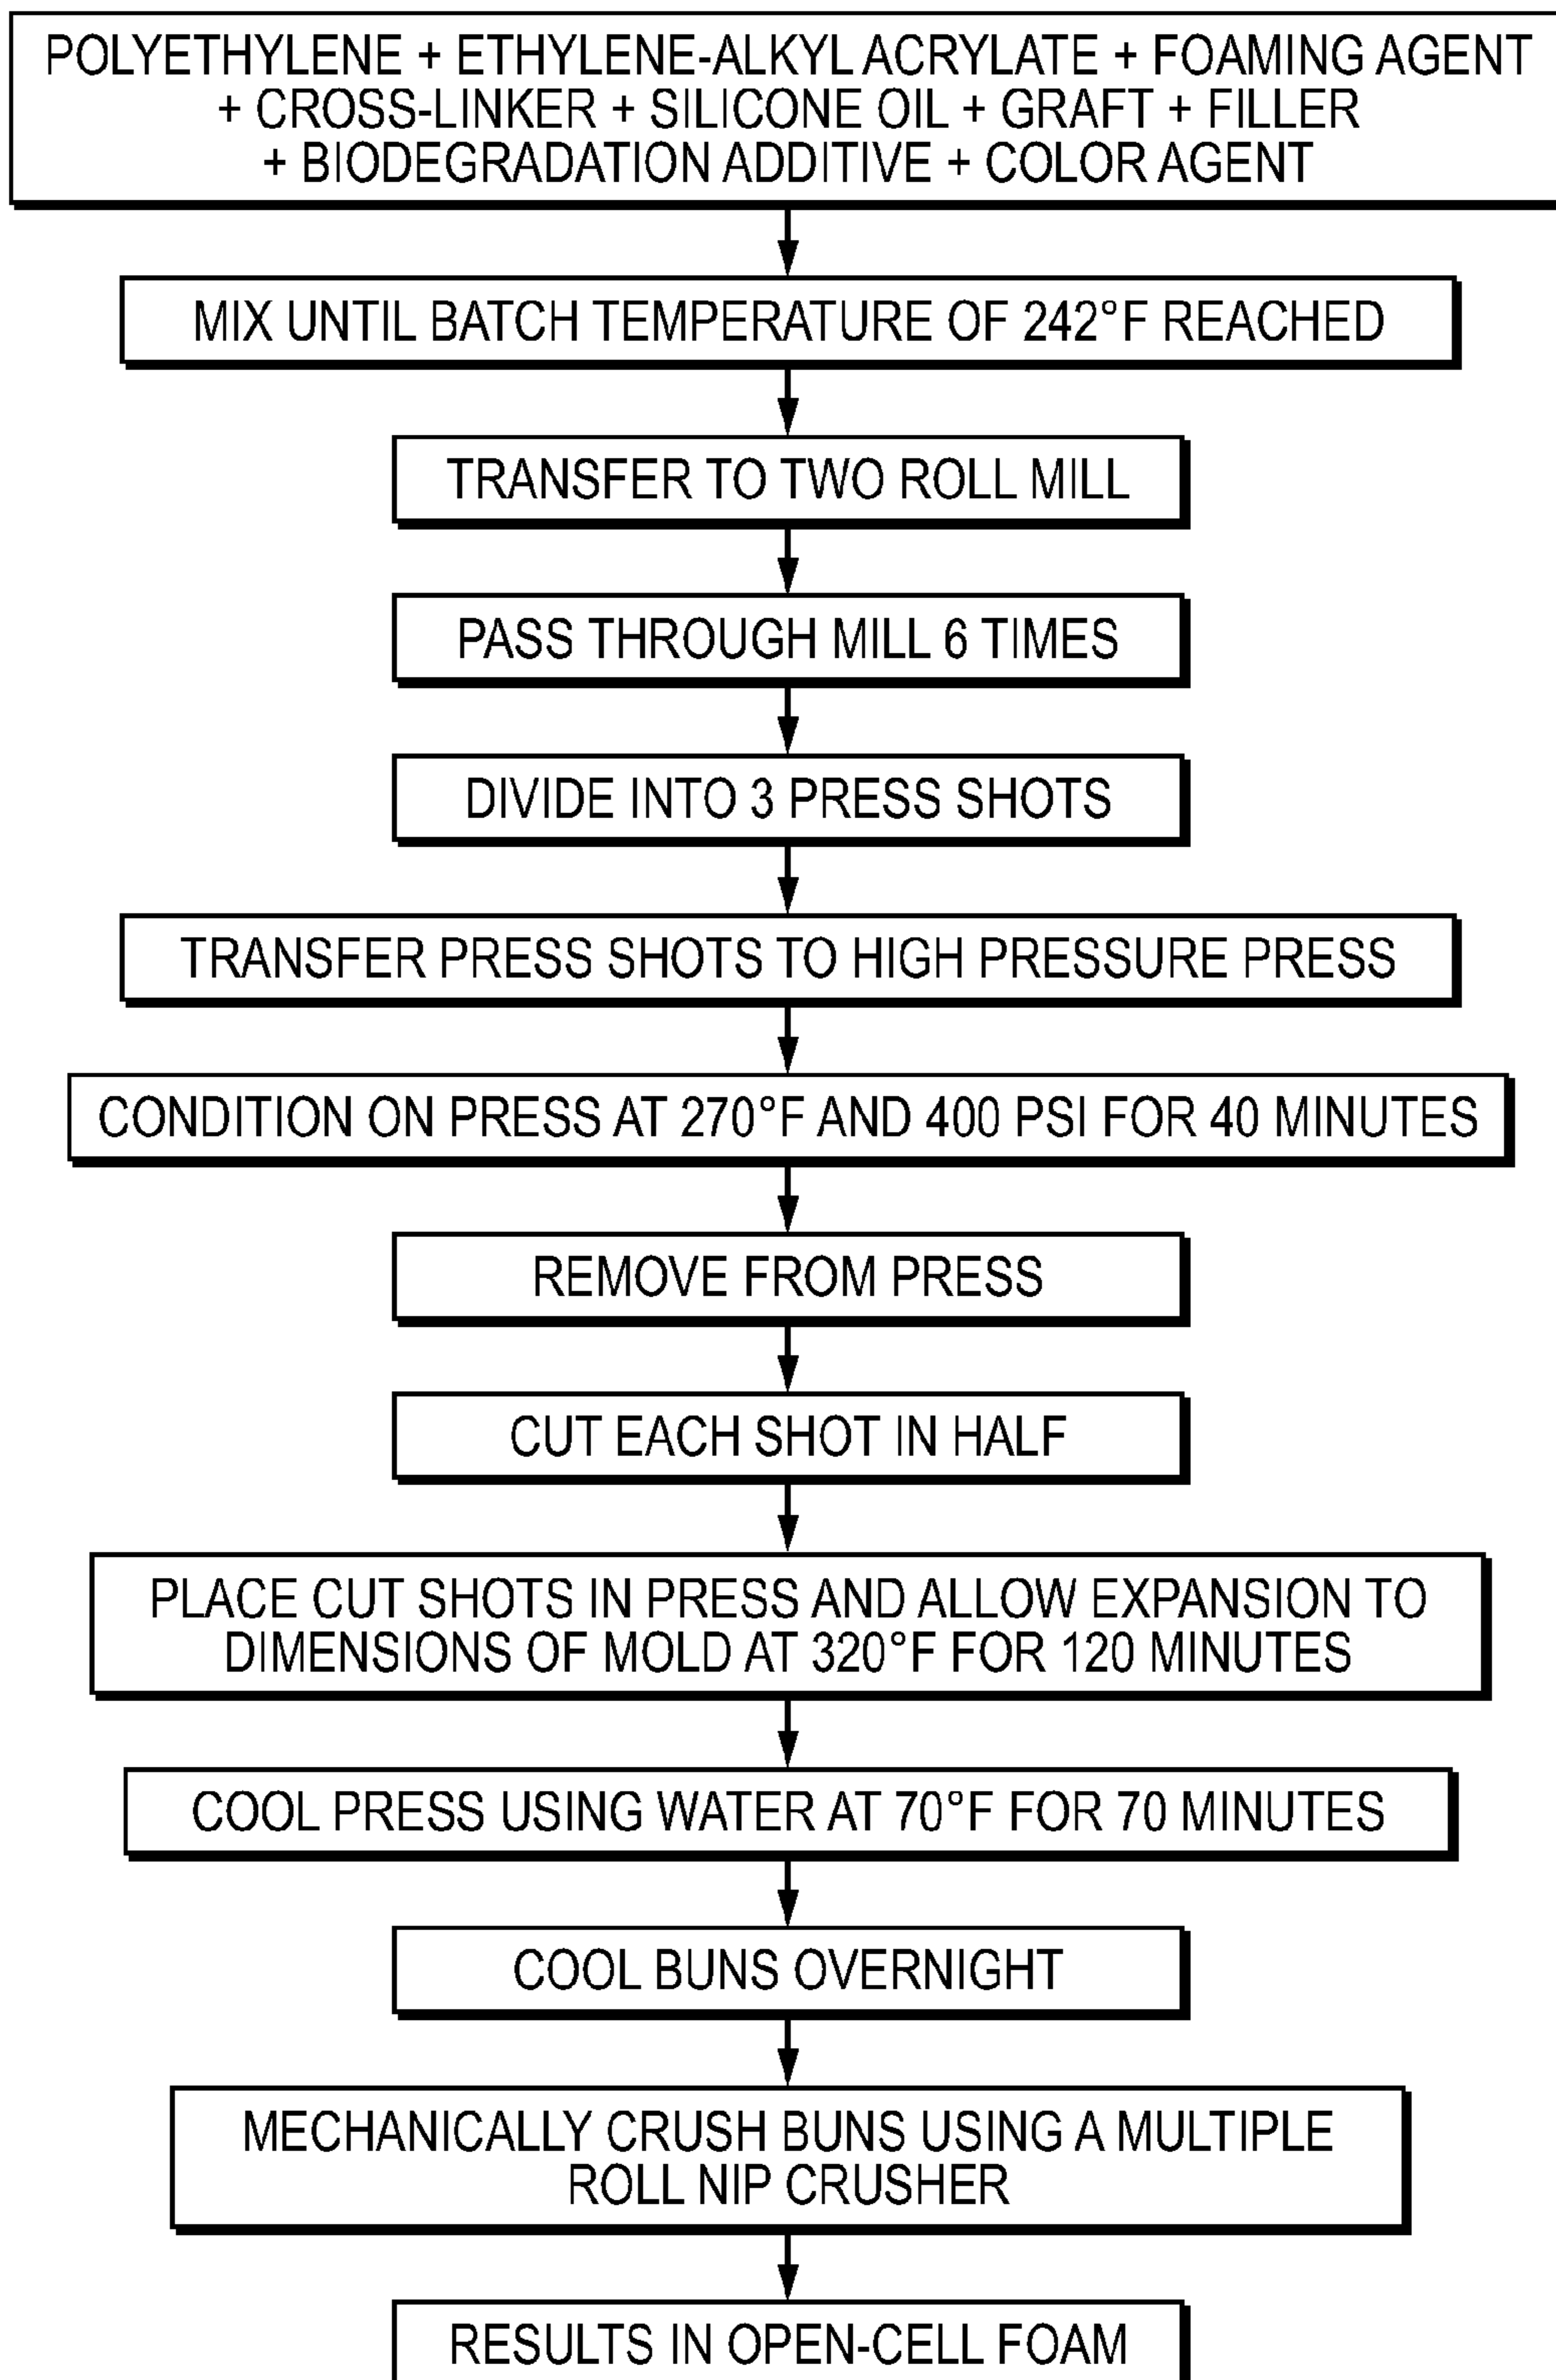 POLYETHYLENE + ETHYLENE-ALKYL ACRYLATE + FOAMING AGENT
+ CROSS-LINKER + SILICONE OIL + GRAFT + FILLER
+ BIODEGRADATION ADDITIVE + COLOR AGENT
MIX UNTIL BATCH TEMPERATURE OF 242°F REACHED
TRANSFER TO TWO ROLL MILL
PASS THROUGH MILL 6 TIMES
DIVIDE INTO 3 PRESS SHOTS
TRANSFER PRESS SHOTS TO HIGH PRESSURE PRESS
CONDITION ON PRESS AT 270°F AND 400 PSI FOR 40 MINUTES
REMOVE FROM PRESS
CUT EACH SHOT IN HALF
PLACE CUT SHOTS IN PRESS AND ALLOW EXPANSION TO
DIMENSIONS OF MOLD AT 320°F FOR 120 MINUTES
COOL PRESS USING WATER AT 70°F FOR 70 MINUTES
COOL BUNS OVERNIGHT
MECHANICALLY CRUSH BUNS USING A MULTIPLE
ROLL NIP CRUSHER
RESULTS IN OPEN-CELL FOAM